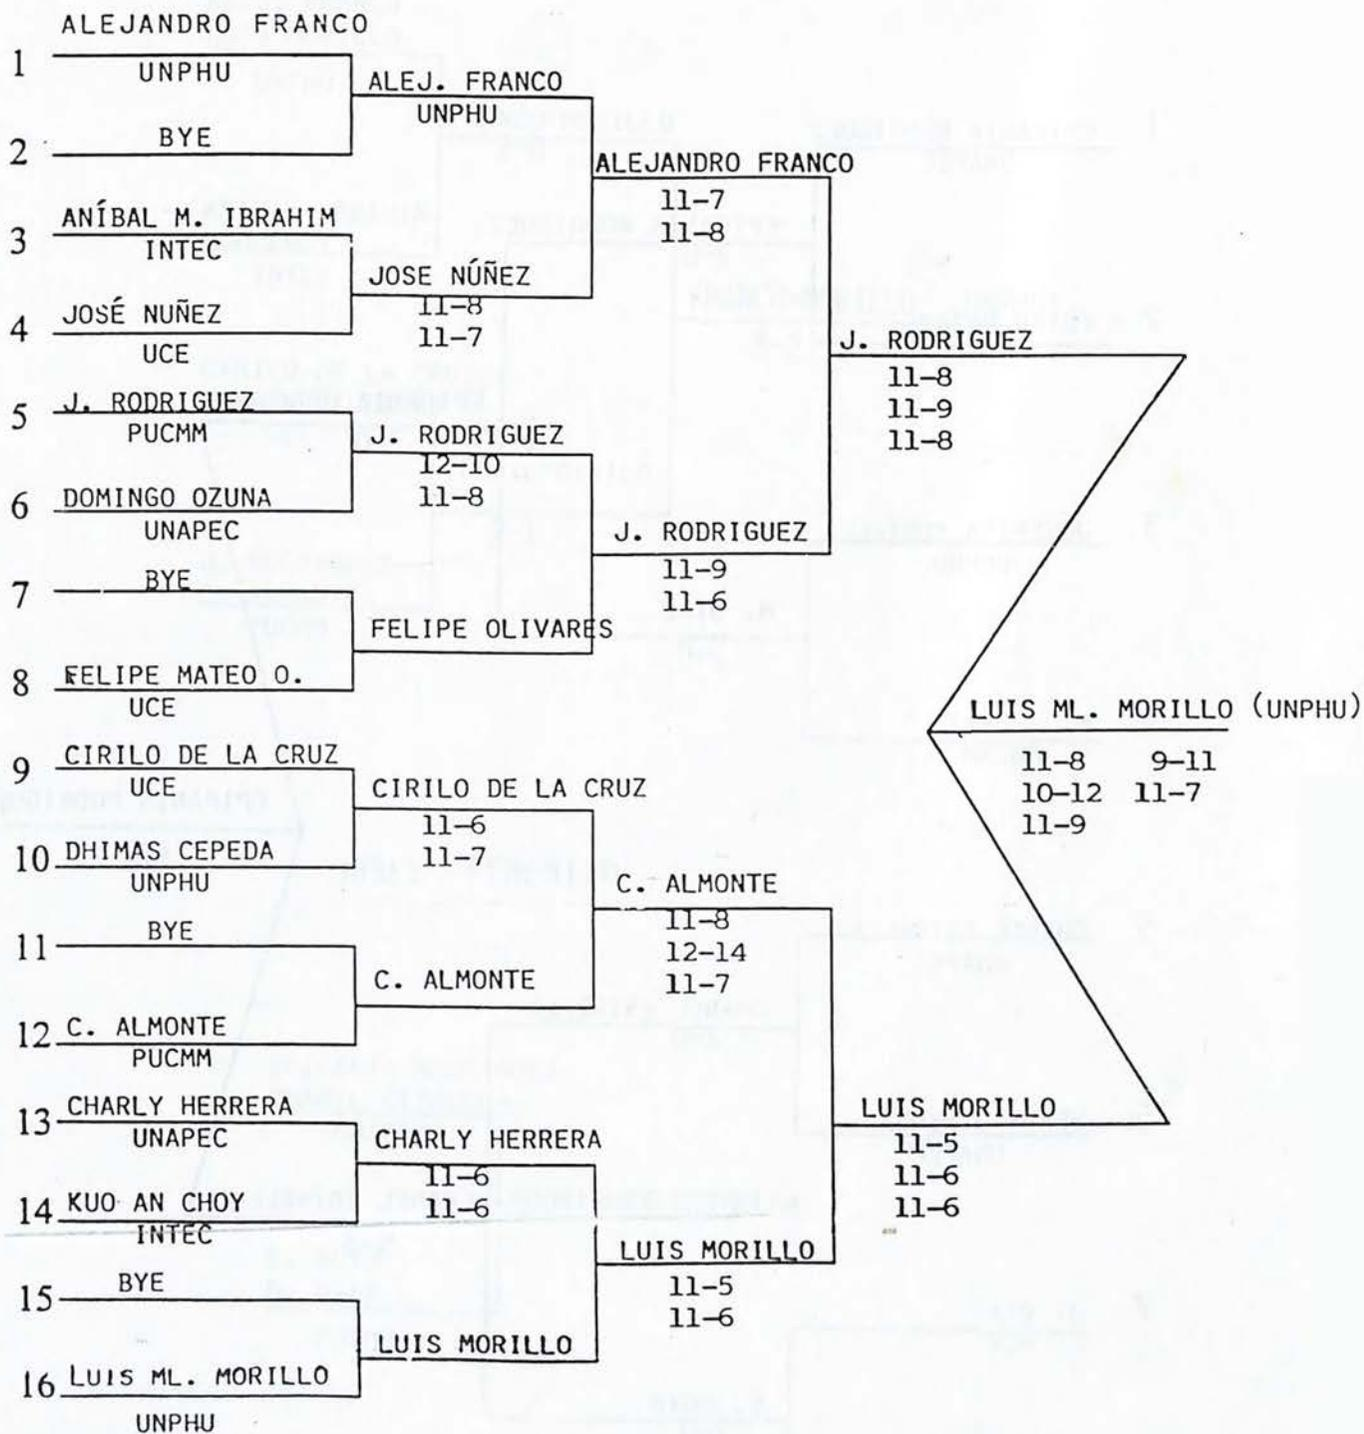 ALEJANDRO FRANCO
1
UNPHU
BYE
2
ANÍBAL M. IBRAHIM
3
INTEC
JOSÉ NUÑEZ
4
UCE
J. RODRIGUEZ
5
PUCMM
DOMINGO OZUNA
6
UNAPEC
BYE
7
FELIPE MATEO O.
8
UCE
CIRILO DE LA CRUZ
9
UCE
DHIMAS CEPEDA
10
UNPHU
BYE
11
C. ALMONTE
12
PUCMM
CHARLY HERRERA
13
UNAPEC
KUO AN CHOY
14
INTEC
BYE
15
LUIS ML. MORILLO
16
UNPHU
ALEJ. FRANCO
UNPHU
JOSE NÚÑEZ
11-8
11-7
J. RODRIGUEZ
12-10
11-8
FELIPE OLIVARES
CIRILO DE LA CRUZ
11-6
11-7
C. ALMONTE
CHARLY HERRERA
11-6
11-6
LUIS MORILLO
ALEJANDRO FRANCO
11-7
11-8
J. RODRIGUEZ
11-9
11-6
C. ALMONTE
11-8
12-14
11-7
LUIS MORILLO
11-5
11-6
J. RODRIGUEZ
11-8
11-9
11-8
LUIS MORILLO
11-5
11-6
11-6
LUIS ML. MORILLO (UNPHU)
11-8 9-11
10-12 11-7
11-9